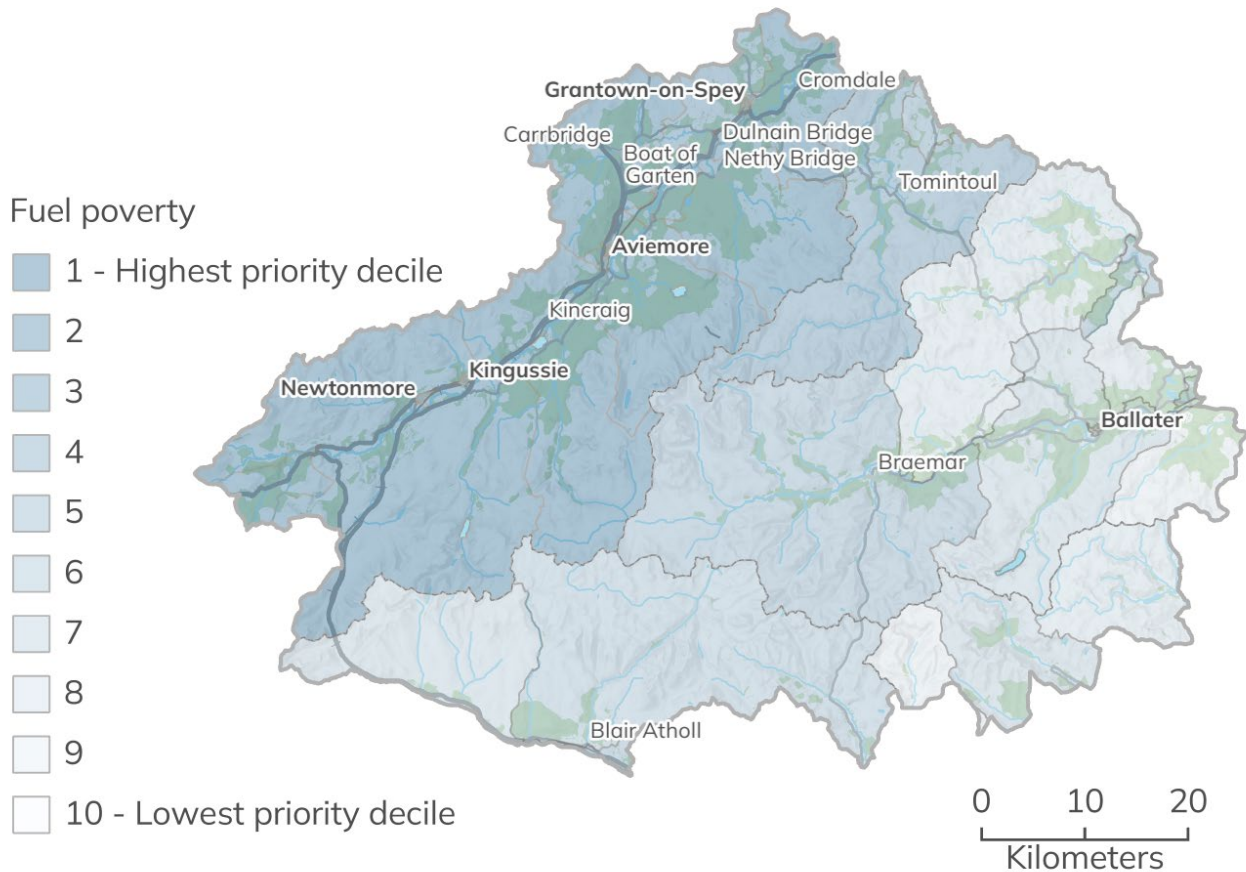 Grantown-on-Spey
Cromdale
Carrbridge
Dulnain Bridge
Boat of
Garten
Nethy Bridge
Tomintoul
Aviemore
Kincraig
Kingussie
Newtonmore
Ballater
Braemar
Blair Atholl
Fuel poverty
1 - Highest priority decile
2
3
4
5
6
7
8
9
10 - Lowest priority decile
0 10 20
Kilometers